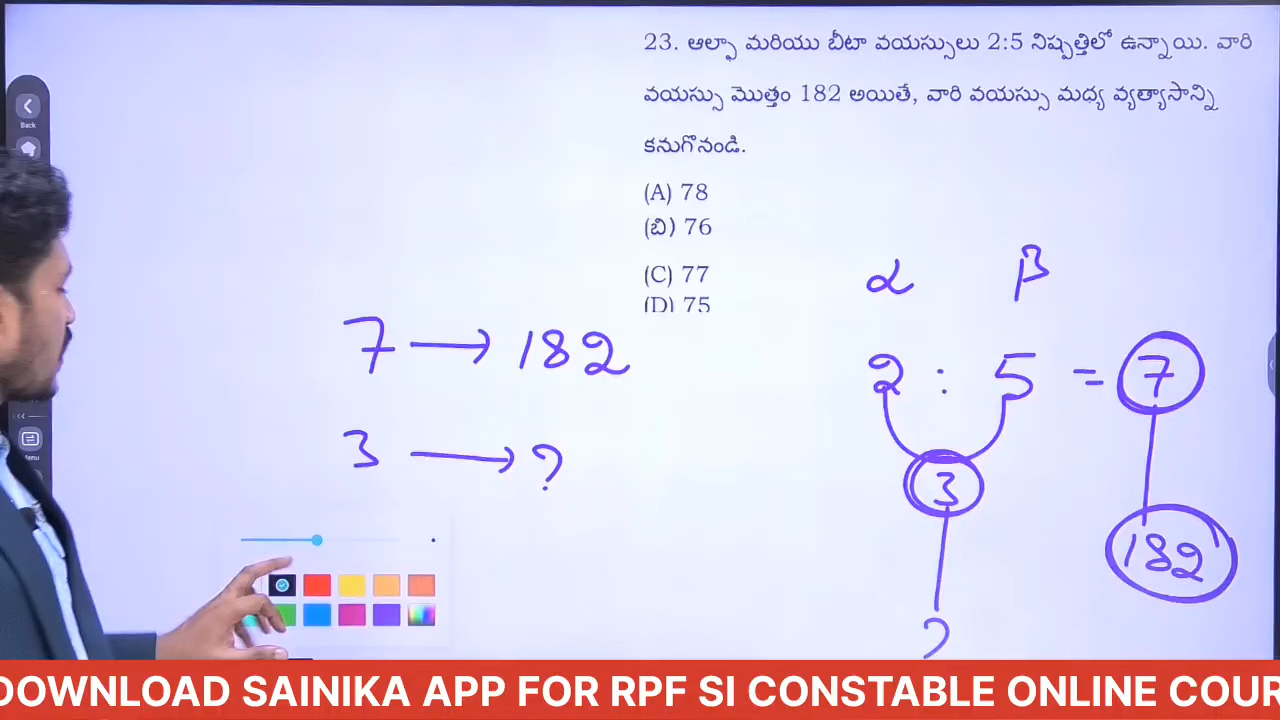 23. ఆల్ఫా మరియు బీటా వయస్సులు 2:5 నిష్పత్తిలో ఉన్నాయి. వారి
వయస్సు మొత్తం 182 అయితే, వారి వయస్సు మధ్య వ్యత్యాసాన్ని
కనుగొనండి.
(A) 78
(బి) 76
(C) 77
(D) 75
α β
2 : 5 = 7
3
182
?
7 → 182
3 → ?
Back
Menu
DOWNLOAD SAINIKA APP FOR RPF SI CONSTABLE ONLINE COUR